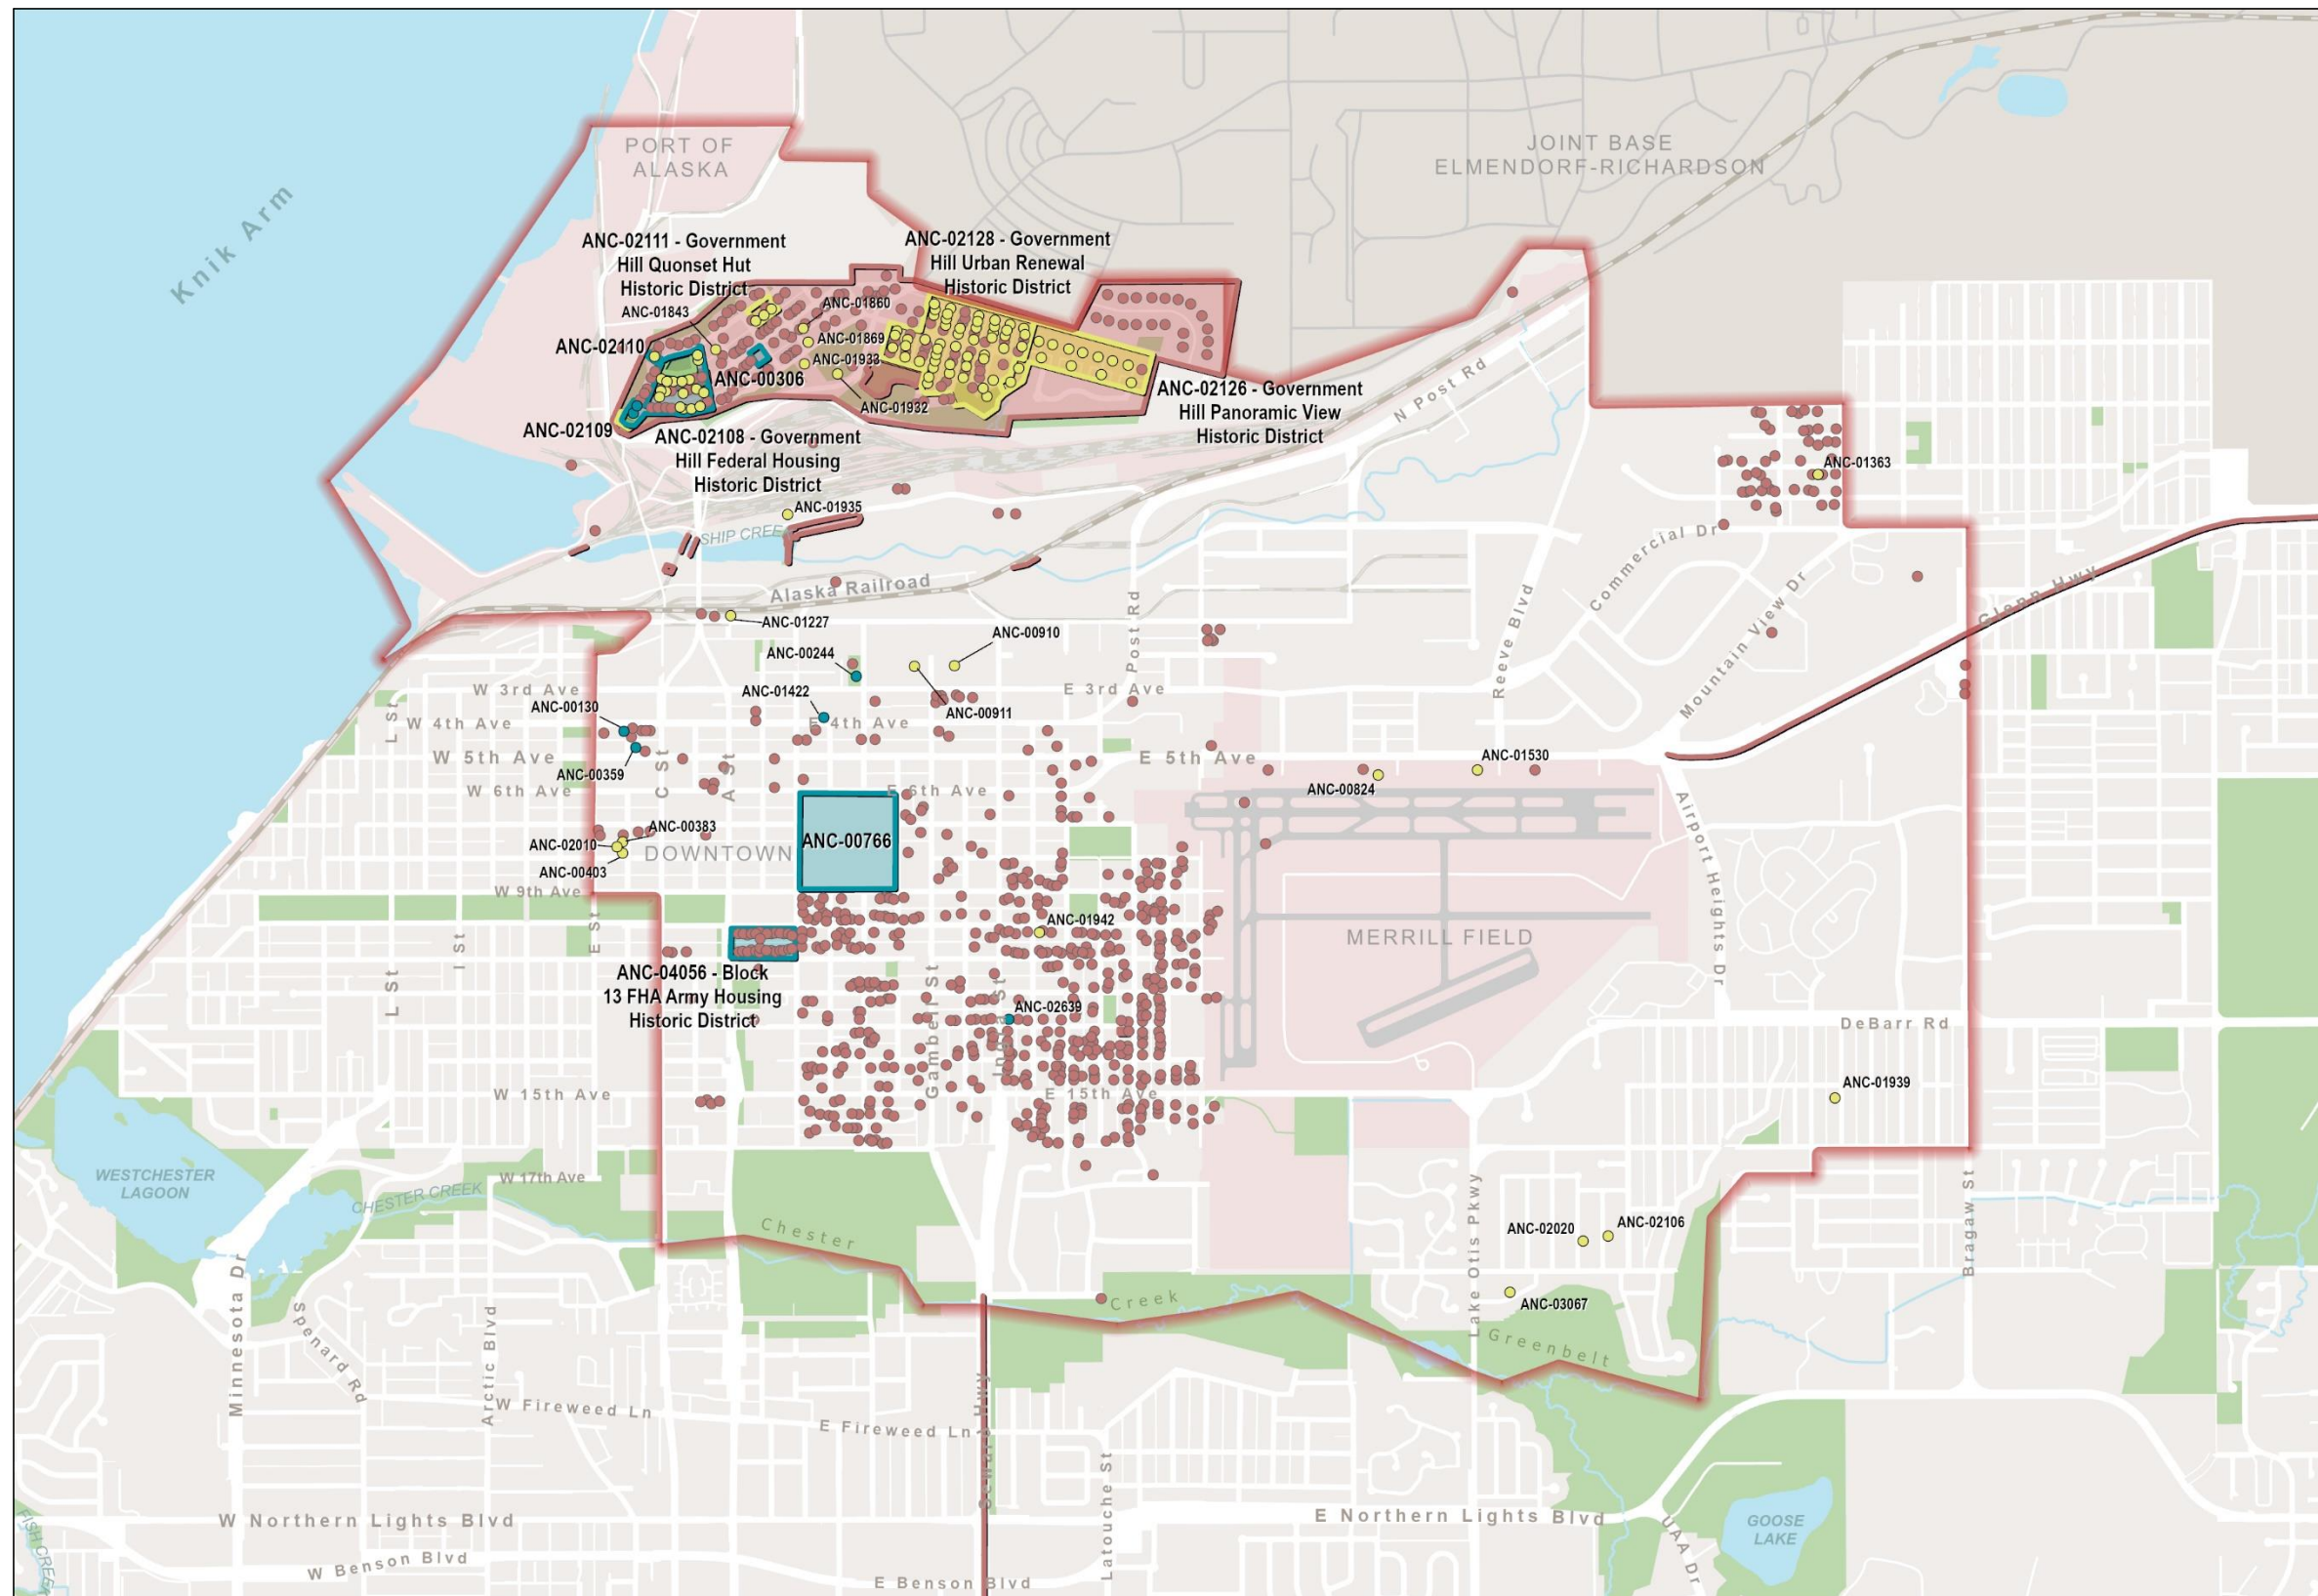 PORT OF
ALASKA
JOINT BASE
ELMENDORF-RICHARDSON
Knik Arm
ANC-02111 - Government
Hill Quonset Hut
Historic District
ANC-02128 - Government
Hill Urban Renewal
Historic District
ANC-01843
ANC-01860
ANC-02110
ANC-01869
ANC-01933
ANC-00306
ANC-01932
ANC-02126 - Government
Hill Panoramic View
Historic District
ANC-02109
ANC-02108 - Government
Hill Federal Housing
Historic District
N Post Rd
ANC-01363
ANC-01935
SHIP CREE
Commercial Dr
Alaska Railroad
Glenn Hwy
ANC-01227
ANC-00910
Post Rd
Reeve Blvd
Mountain View Dr
ANC-00244
W 3rd Ave
ANC-01422
E 3rd Ave
ANC-00130
ANC-00911
L St
W 4th Ave
E 4th Ave
W 5th Ave
C St
A St
E 5th Ave
ANC-01530
ANC-00359
W 6th Ave
E 6th Ave
ANC-00824
Airport Heights Dr
ANC-00383
ANC-02010
DOWNTOWN
ANC-00766
ANC-00403
W 9th Ave
ANC-01942
MERRILL FIELD
I St
E St
L St
ANC-04056 - Block
13 FHA Army Housing
Historic District
Gambell St
ANC-02639
DeBarr Rd
W 15th Ave
E 15th Ave
ANC-01939
WESTCHESTER
LAGOON
W 17th Ave
CHESTER CREEK
Chester
Creek
Greenbelt
Lake Otis Pkwy
ANC-02020
ANC-02106
Bragaw St
ANC-03067
Minnesota Dr
Spenard Rd
Arctic Blvd
W Fireweed Ln
E Fireweed Ln
Latouche St
W Northern Lights Blvd
E Northern Lights Blvd
UAA Dr
GOOSE
LAKE
FISH CREEK
W Benson Blvd
E Benson Blvd